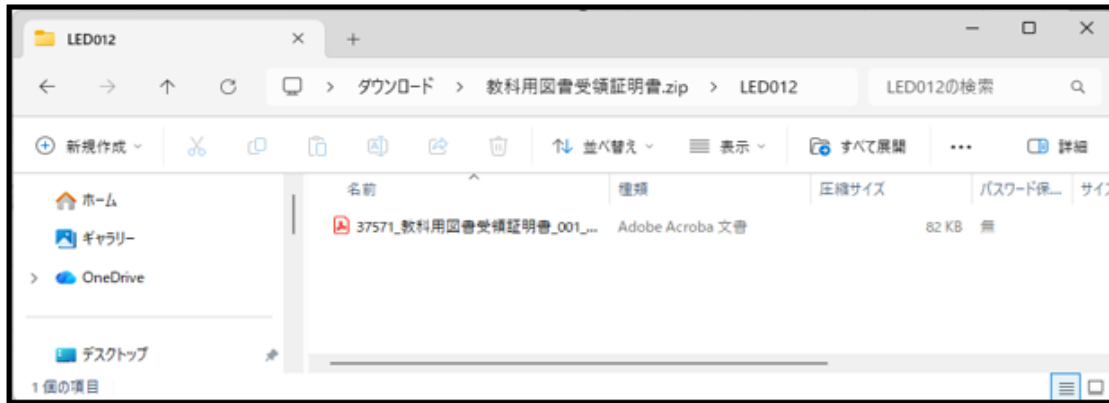 LED012
ダウンロード > 教科用図書受領証明書.zip > LED012
LED012の検索
新規作成
並べ替え
表示
すべて展開
...
詳細
名前
種類
圧縮サイズ
パスワード保...
サイズ
ホーム
ギャラリー
OneDrive
デスクトップ
37571_教科用図書受領証明書_001_...
Adobe Acroba 文書
82 KB
無
1 個の項目